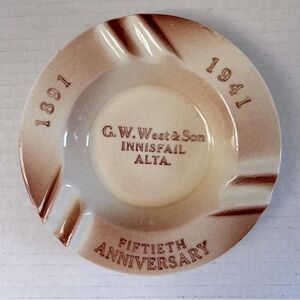 1891
1941
G. W. West & Son
INNISFAIL
ALTA.
FIFTIETH
ANNIVERSARY